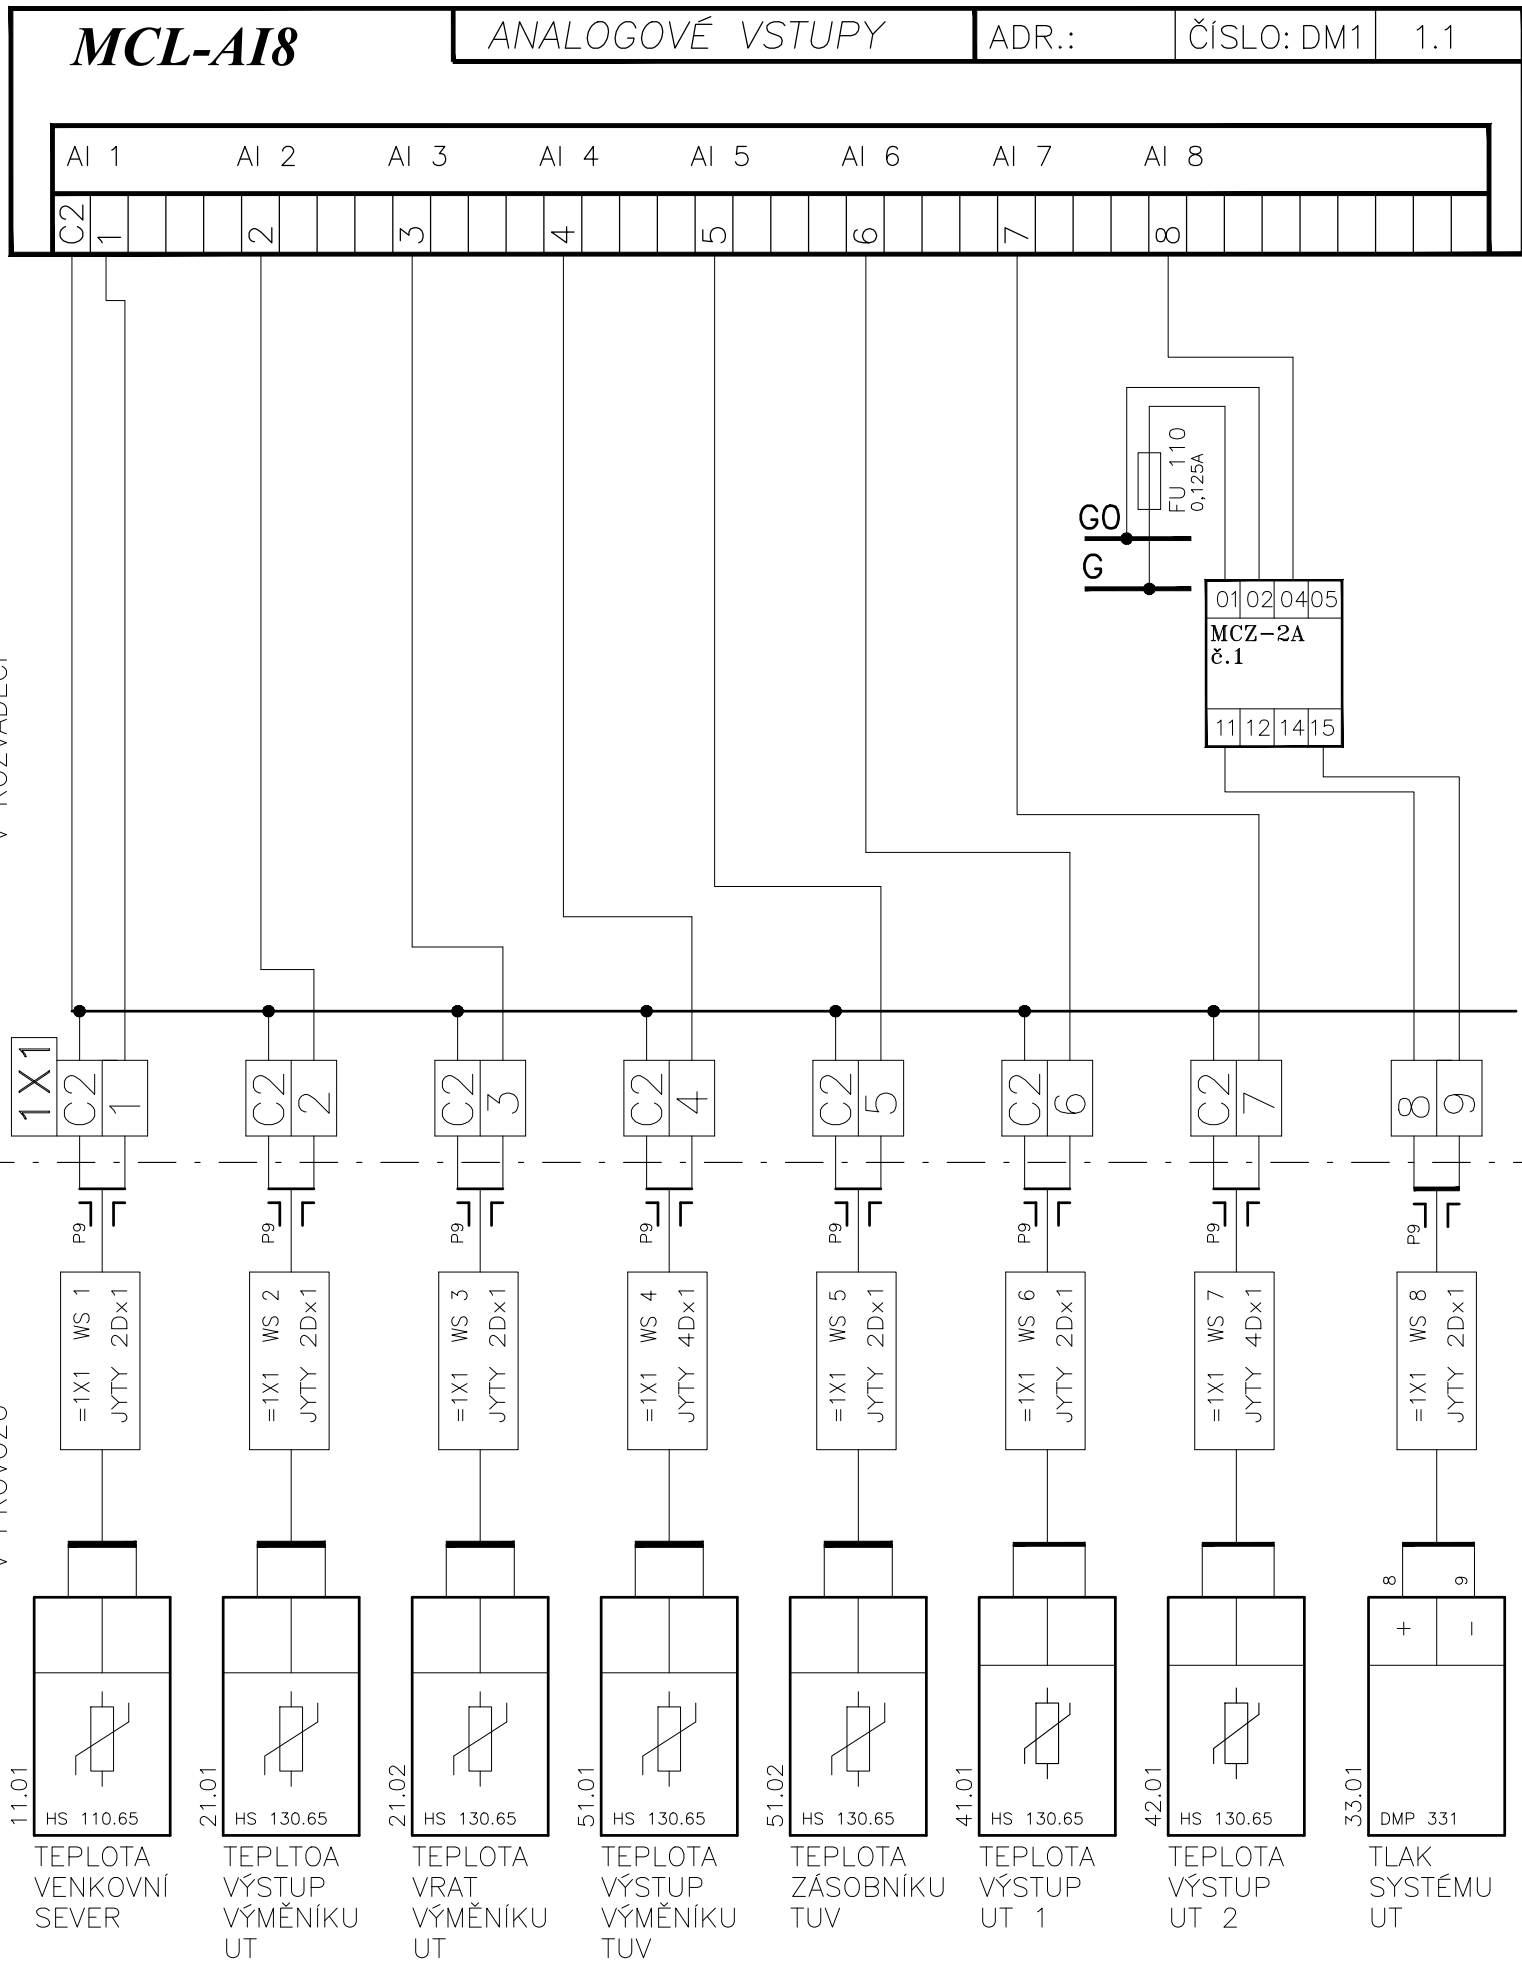 MCL-AI8
ANALOGOVÉ VSTUPY
ADR.:
ČÍSLO: DM1
1.1
AI 1 AI 2 AI 3 AI 4 AI 5 AI 6 AI 7 AI 8
C2 1 2 3 4 5 6 7 8
FU 110
0,125A
G0
G
01 02 04 05
MCZ-2A
č.1
11 12 14 15
1X1
C2 1 C2 2 C2 3 C2 4 C2 5 C2 6 C2 7 8 9
P9 P9 P9 P9 P9 P9 P9 P9
=1X1 WS 1
JYTY 2Dx1
=1X1 WS 2
JYTY 2Dx1
=1X1 WS 3
JYTY 2Dx1
=1X1 WS 4
JYTY 4Dx1
=1X1 WS 5
JYTY 2Dx1
=1X1 WS 6
JYTY 2Dx1
=1X1 WS 7
JYTY 4Dx1
=1X1 WS 8
JYTY 2Dx1
8 9
+ -
11.01
HS 110.65
TEPLOTA
VENKOVNÍ
SEVER
21.01
HS 130.65
TEPLTOA
VÝSTUP
VÝMĚNÍKU
UT
21.02
HS 130.65
TEPLOTA
VRAT
VÝMĚNÍKU
UT
51.01
HS 130.65
TEPLOTA
VÝSTUP
VÝMĚNÍKU
TUV
51.02
HS 130.65
TEPLOTA
ZÁSOBNÍKU
TUV
41.01
HS 130.65
TEPLOTA
VÝSTUP
UT 1
42.01
HS 130.65
TEPLOTA
VÝSTUP
UT 2
33.01
DMP 331
TLAK
SYSTÉMU
UT